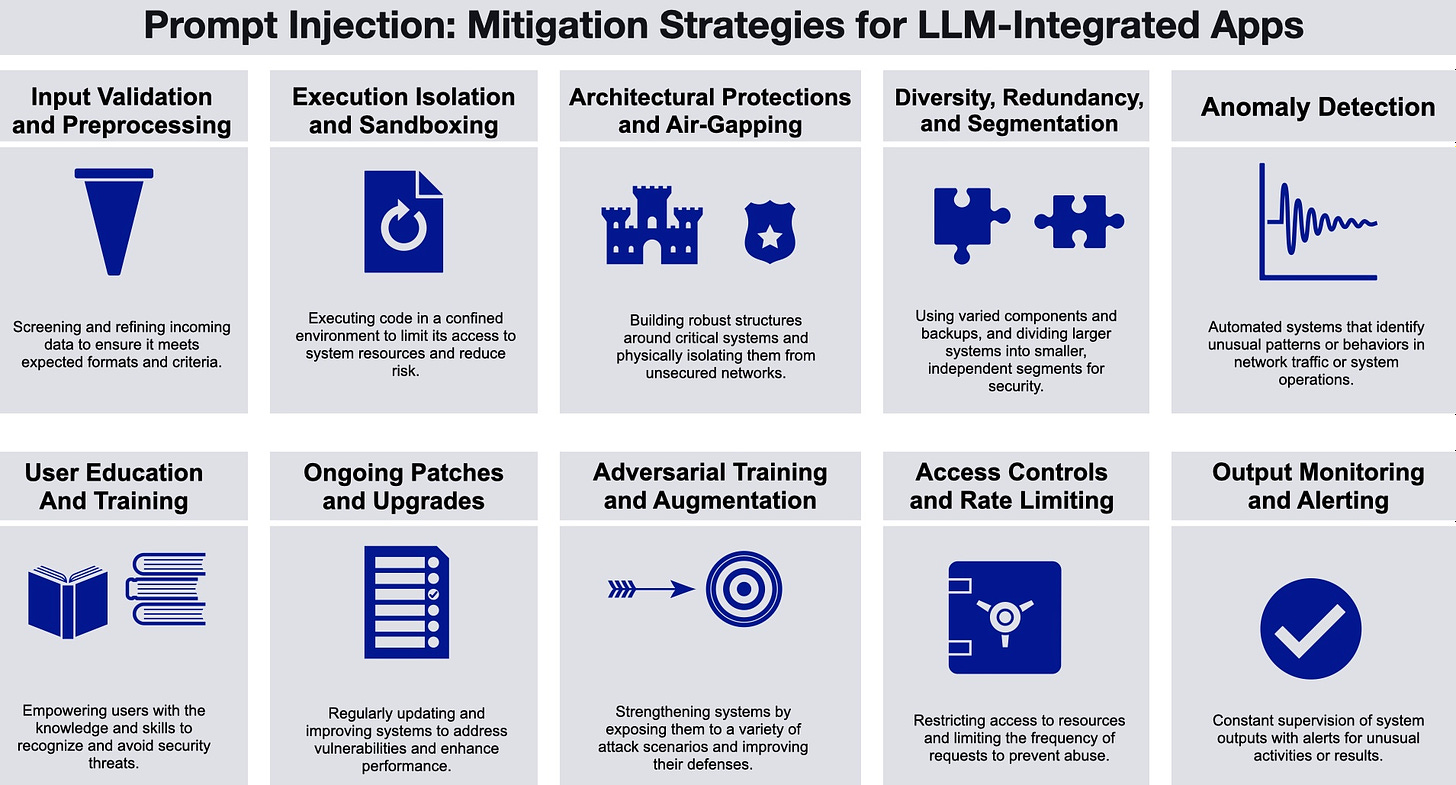 Prompt Injection: Mitigation Strategies for LLM-Integrated Apps
Input Validation
and Preprocessing
Screening and refining incoming
data to ensure it meets
expected formats and criteria.
Execution Isolation
and Sandboxing
Executing code in a confined
environment to limit its access to
system resources and reduce
risk.
Architectural Protections
and Air-Gapping
Building robust structures
around critical systems and
physically isolating them from
unsecured networks.
Diversity, Redundancy,
and Segmentation
Using varied components and
backups, and dividing larger
systems into smaller,
independent segments for
security.
Anomaly Detection
Automated systems that identify
unusual patterns or behaviors in
network traffic or system
operations.
User Education
And Training
Empowering users with the
knowledge and skills to
recognize and avoid security
threats.
Ongoing Patches
and Upgrades
Regularly updating and
improving systems to address
vulnerabilities and enhance
performance.
Adversarial Training
and Augmentation
Strengthening systems by
exposing them to a variety of
attack scenarios and improving
their defenses.
Access Controls
and Rate Limiting
Restricting access to resources
and limiting the frequency of
requests to prevent abuse.
Output Monitoring
and Alerting
Constant supervision of system
outputs with alerts for unusual
activities or results.